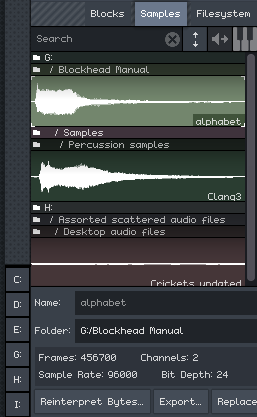 Blocks Samples Filesystem
Search
G:
/ Blockhead Manual
alphabet
/ Samples
/ Percussion samples
Clang3
H:
/ Assorted scattered audio files
/ Desktop audio files
Crickets updated
C:
D:
E:
G:
H:
I:
Name: alphabet
Folder: G:/Blockhead Manual
Frames: 456700 Channels: 2
Sample Rate: 96000 Bit Depth: 24
Reinterpret Bytes... Export... Replace